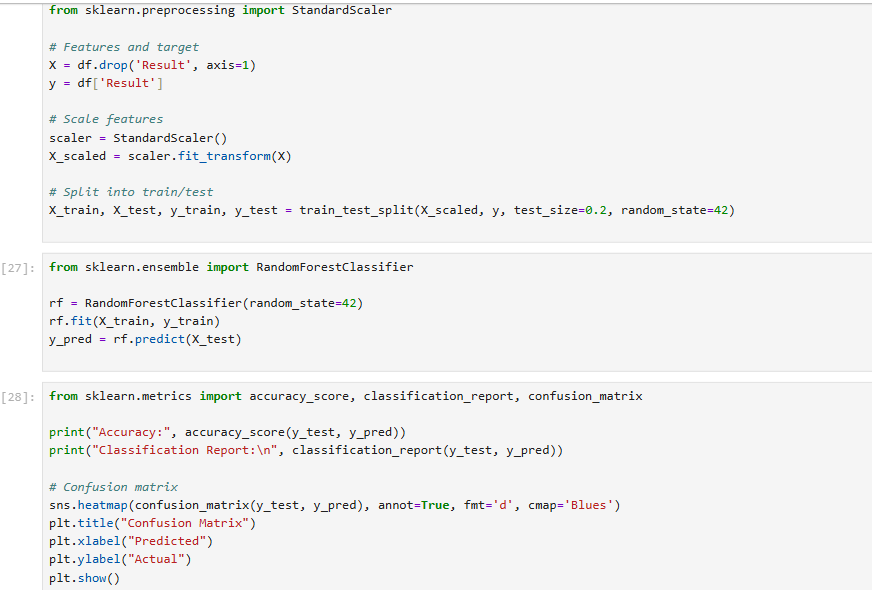 from sklearn.preprocessing import StandardScaler
# Features and target
X = df.drop('Result', axis=1)
y = df['Result']
# Scale features
scaler = StandardScaler()
X_scaled = scaler.fit_transform(X)
# Split into train/test
X_train, X_test, y_train, y_test = train_test_split(X_scaled, y, test_size=0.2, random_state=42)
[27]: from sklearn.ensemble import RandomForestClassifier
rf = RandomForestClassifier(random_state=42)
rf.fit(X_train, y_train)
y_pred = rf.predict(X_test)
[28]: from sklearn.metrics import accuracy_score, classification_report, confusion_matrix
print("Accuracy:", accuracy_score(y_test, y_pred))
print("Classification Report:\n", classification_report(y_test, y_pred))
# Confusion matrix
sns.heatmap(confusion_matrix(y_test, y_pred), annot=True, fmt='d', cmap='Blues')
plt.title("Confusion Matrix")
plt.xlabel("Predicted")
plt.ylabel("Actual")
plt.show()